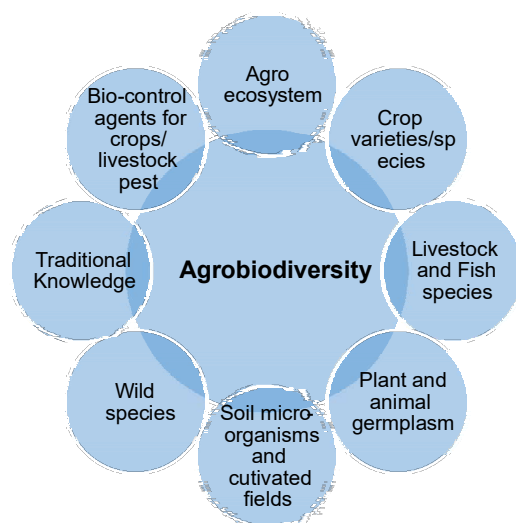 Agro
ecosystem
Crop
varieties/sp
ecies
Livestock
and Fish
species
Plant and
animal
germplasm
Soil micro-
organisms
and
cutivated
fields
Wild
species
Traditional
Knowledge
Bio-control
agents for
crops/
livestock
pest
Agrobiodiversity